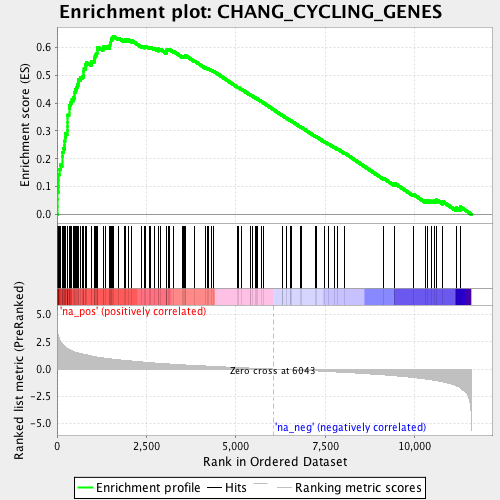 Enrichment plot: CHANG_CYCLING_GENES
Enrichment score (ES)
0.6
0.5
0.4
0.3
0.2
0.1
0.0
'na_pos' (positively correlated)
Ranked list metric (PreRanked)
5.0
2.5
0.0
-2.5
-5.0
Zero cross at 6043
'na_neg' (negatively correlated)
0
2,500
5,000
7,500
10,000
Rank in Ordered Dataset
Enrichment profile
Hits
Ranking metric scores